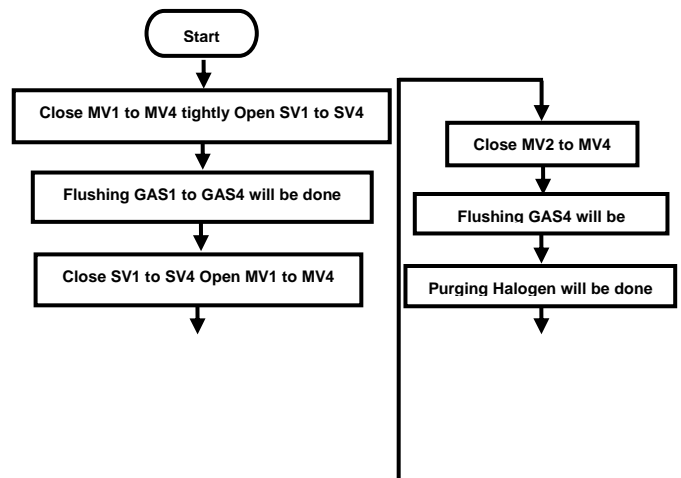 Start
Close MV1 to MV4 tightly Open SV1 to SV4
Flushing GAS1 to GAS4 will be done
Close SV1 to SV4 Open MV1 to MV4
Close MV2 to MV4
Flushing GAS4 will be
Purging Halogen will be done